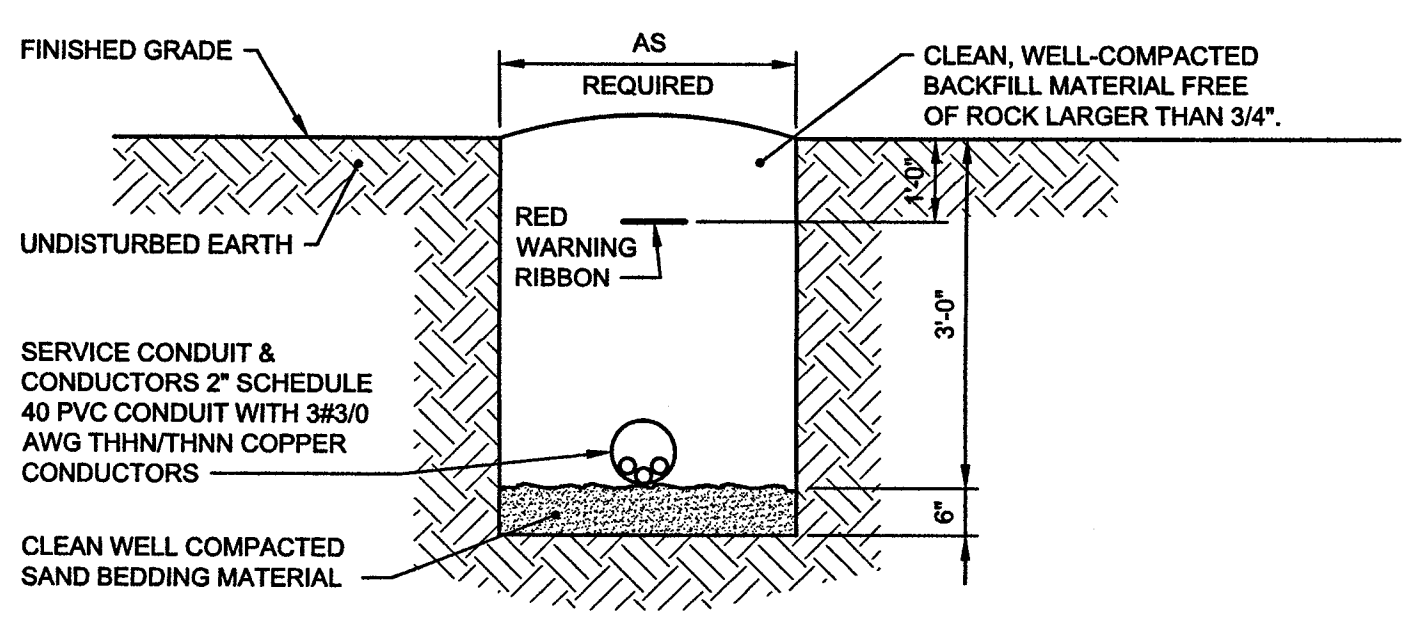 FINISHED GRADE
AS
REQUIRED
CLEAN, WELL-COMPACTED
BACKFILL MATERIAL FREE
OF ROCK LARGER THAN 3/4".
1'-0"
UNDISTURBED EARTH
RED
WARNING
RIBBON
3'-0"
SERVICE CONDUIT &
CONDUCTORS 2" SCHEDULE
40 PVC CONDUIT WITH 3#3/0
AWG THHN/THNN COPPER
CONDUCTORS
6"
CLEAN WELL COMPACTED
SAND BEDDING MATERIAL